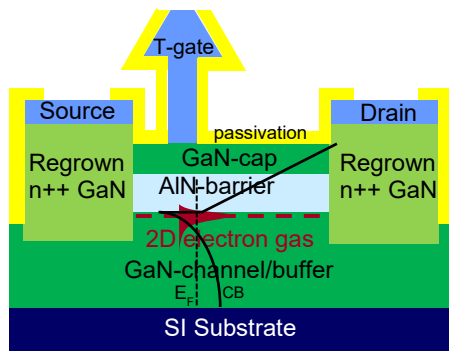 T-gate
Source
Drain
passivation
Regrown
n++ GaN
GaN-cap
Regrown
n++ GaN
AlN-barrier
2D electron gas
GaN-channel/buffer
E_F
CB
SI Substrate